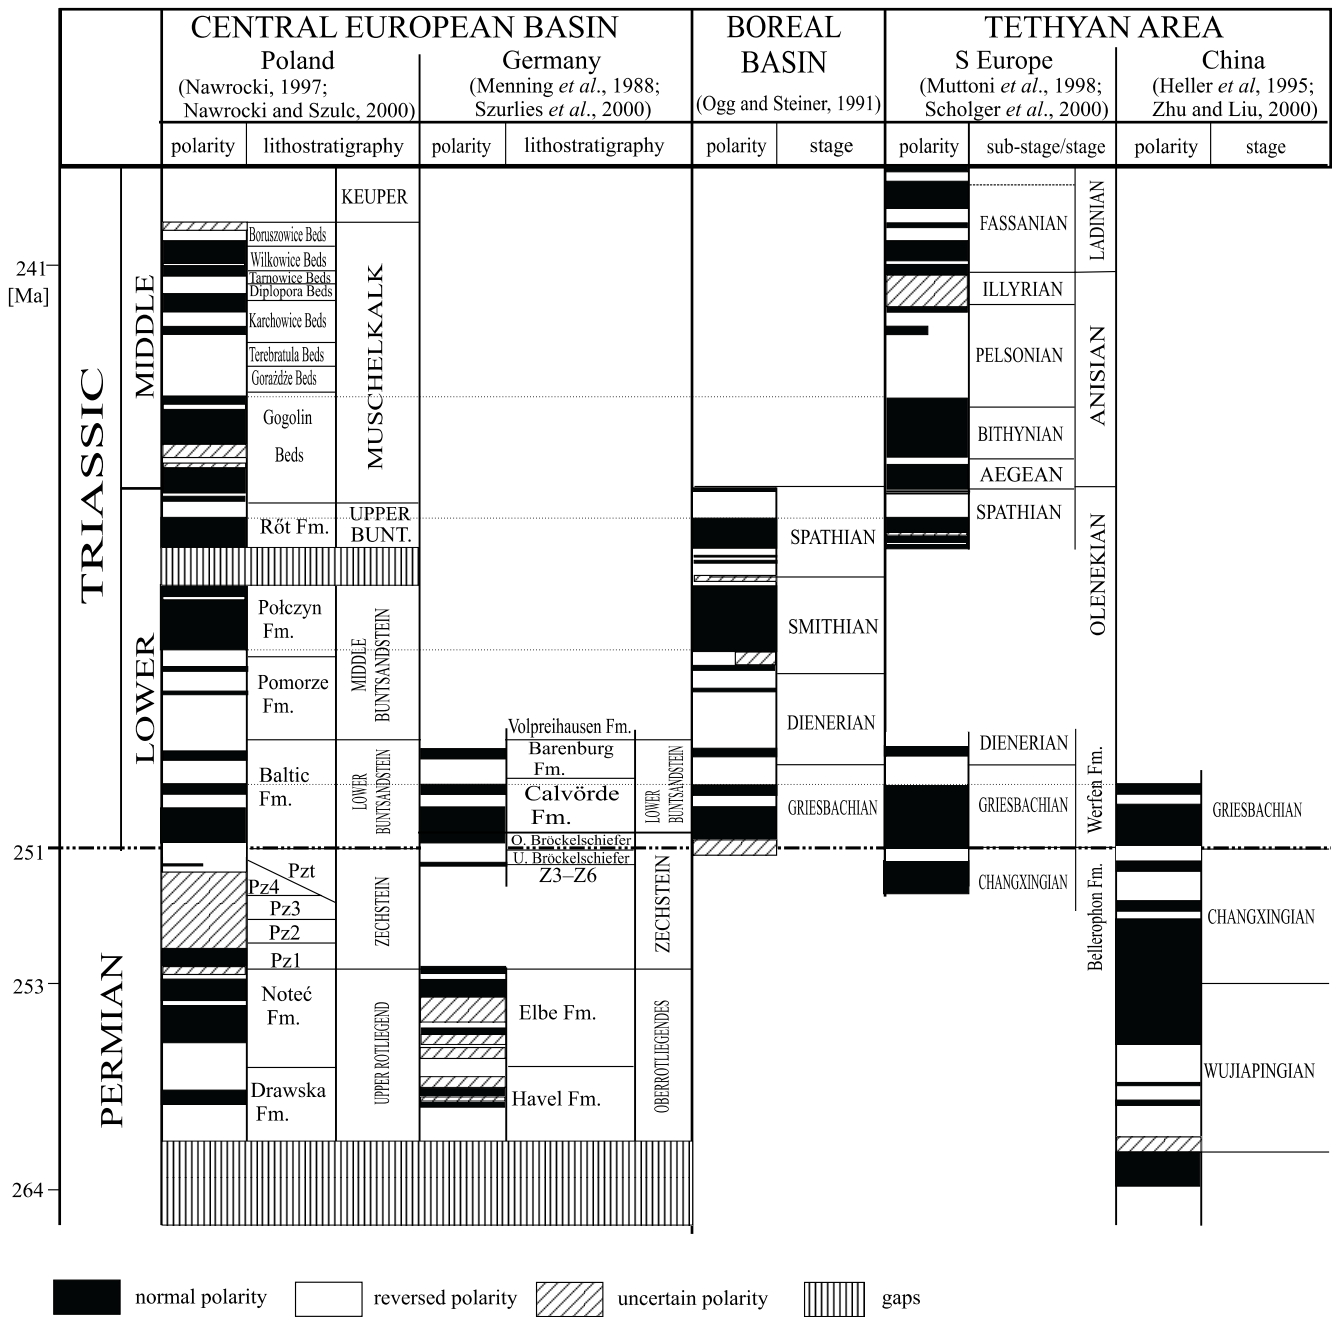 CENTRAL EUROPEAN BASIN
BOREAL
BASIN
TETHYAN AREA
Poland
(Nawrocki, 1997;
Nawrocki and Szulc, 2000)
Germany
(Menning et al., 1988;
Szurlies et al., 2000)
(Ogg and Steiner, 1991)
S Europe
(Muttoni et al., 1998;
Scholger et al., 2000)
China
(Heller et al, 1995;
Zhu and Liu, 2000)
polarity
lithostratigraphy
polarity
lithostratigraphy
polarity
stage
polarity
sub-stage/stage
polarity
stage
241
[Ma]
251
253
264
TRIASSIC
PERMIAN
MIDDLE
LOWER
KEUPER
Boruszowice Beds
Wilkowice Beds
Tarnowice Beds
Diplopora Beds
Karchowice Beds
Terebratula Beds
Gorażdże Beds
Gogolin
Beds
MUSCHELKALK
Rőt Fm.
UPPER
BUNT.
Połczyn
Fm.
Pomorze
Fm.
MIDDLE
BUNTSANDSTEIN
Baltic
Fm.
LOWER
BUNTSANDSTEIN
Pzt
Pz4
Pz3
Pz2
Pz1
ZECHSTEIN
Noteć
Fm.
Drawska
Fm.
UPPER ROTLIEGEND
Volpreihausen Fm.
Barenburg
Fm.
Calvörde
Fm.
LOWER
BUNTSANDSTEIN
O. Bröckelschiefer
U. Bröckelschiefer
Z3–Z6
ZECHSTEIN
Elbe Fm.
Havel Fm.
OBERROTLIEGENDES
SPATHIAN
SMITHIAN
DIENERIAN
GRIESBACHIAN
FASSANIAN
LADINIAN
ILLYRIAN
PELSONIAN
BITHYNIAN
AEGEAN
ANISIAN
SPATHIAN
OLENEKIAN
DIENERIAN
GRIESBACHIAN
Werfen Fm.
CHANGXINGIAN
Bellerophon Fm.
GRIESBACHIAN
CHANGXINGIAN
WUJIAPINGIAN
normal polarity
reversed polarity
uncertain polarity
gaps